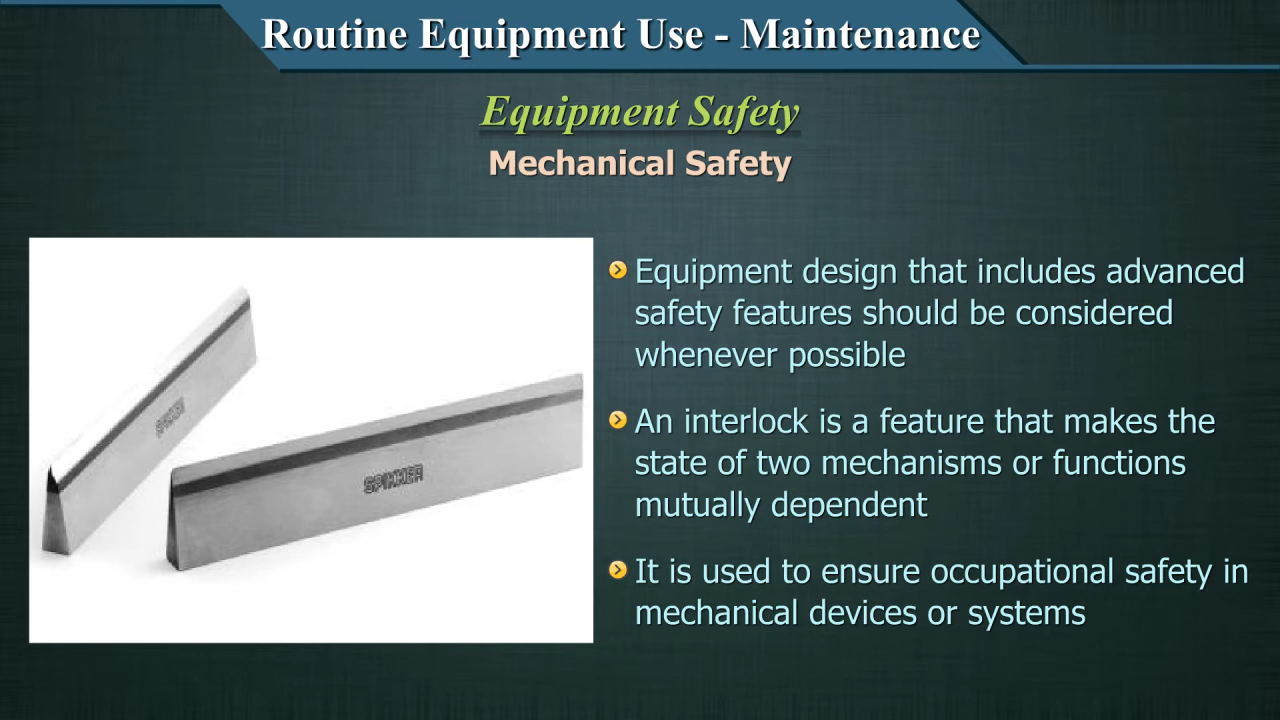 Routine Equipment Use - Maintenance
Equipment Safety
Mechanical Safety
SPIKMER
Equipment design that includes advanced
safety features should be considered
whenever possible
An interlock is a feature that makes the
state of two mechanisms or functions
mutually dependent
It is used to ensure occupational safety in
mechanical devices or systems